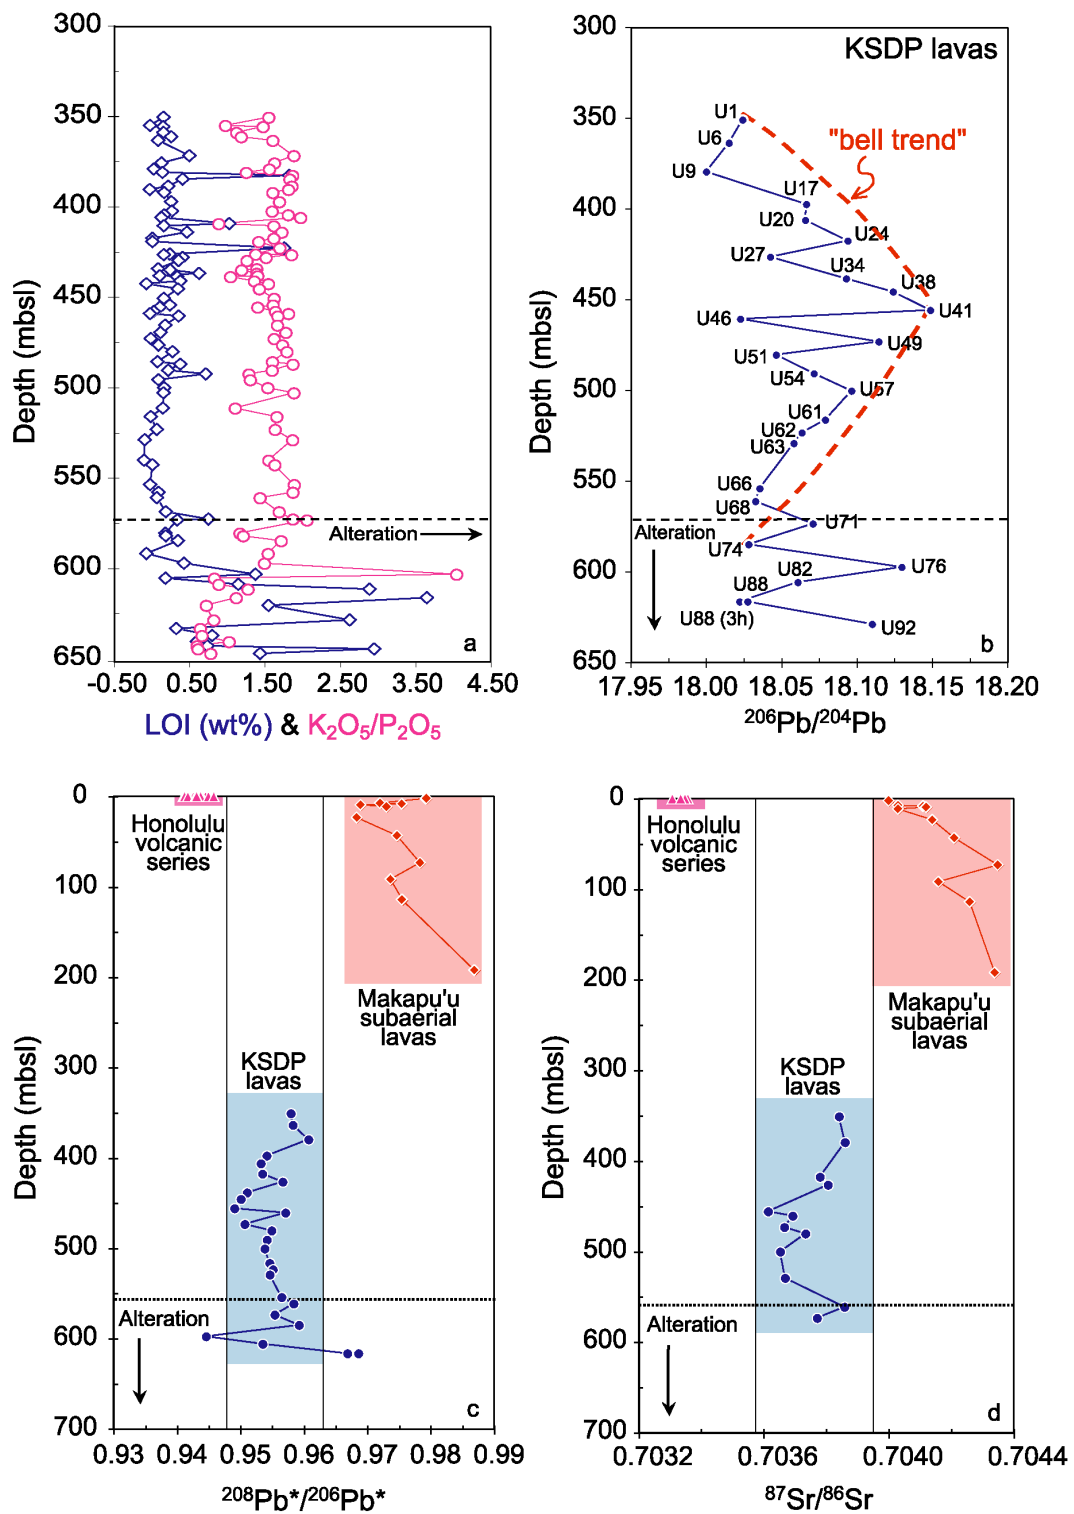 300
350
400
450
500
550
600
650
Depth (mbsl)
Alteration
a
-0.50
0.50
1.50
2.50
3.50
4.50
LOI (wt%) & K₂O₅/P₂O₅
300
350
400
450
500
550
600
650
Depth (mbsl)
KSDP lavas
"bell trend"
U1
U6
U9
U17
U20
U24
U27
U34
U38
U41
U46
U49
U51
U54
U57
U61
U62
U63
U66
U68
U71
Alteration
U74
U76
U82
U88
U88 (3h)
U92
b
17.95
18.00
18.05
18.10
18.15
18.20
²⁰⁶Pb/²⁰⁴Pb
0
100
200
300
400
500
600
700
Depth (mbsl)
Honolulu
volcanic
series
Makapu'u
subaerial
lavas
KSDP
lavas
Alteration
c
0.93
0.94
0.95
0.96
0.97
0.98
0.99
²⁰⁸Pb*/²⁰⁶Pb*
0
100
200
300
400
500
600
700
Depth (mbsl)
Honolulu
volcanic
series
Makapu'u
subaerial
lavas
KSDP
lavas
Alteration
d
0.7032
0.7036
0.7040
0.7044
⁸⁷Sr/⁸⁶Sr